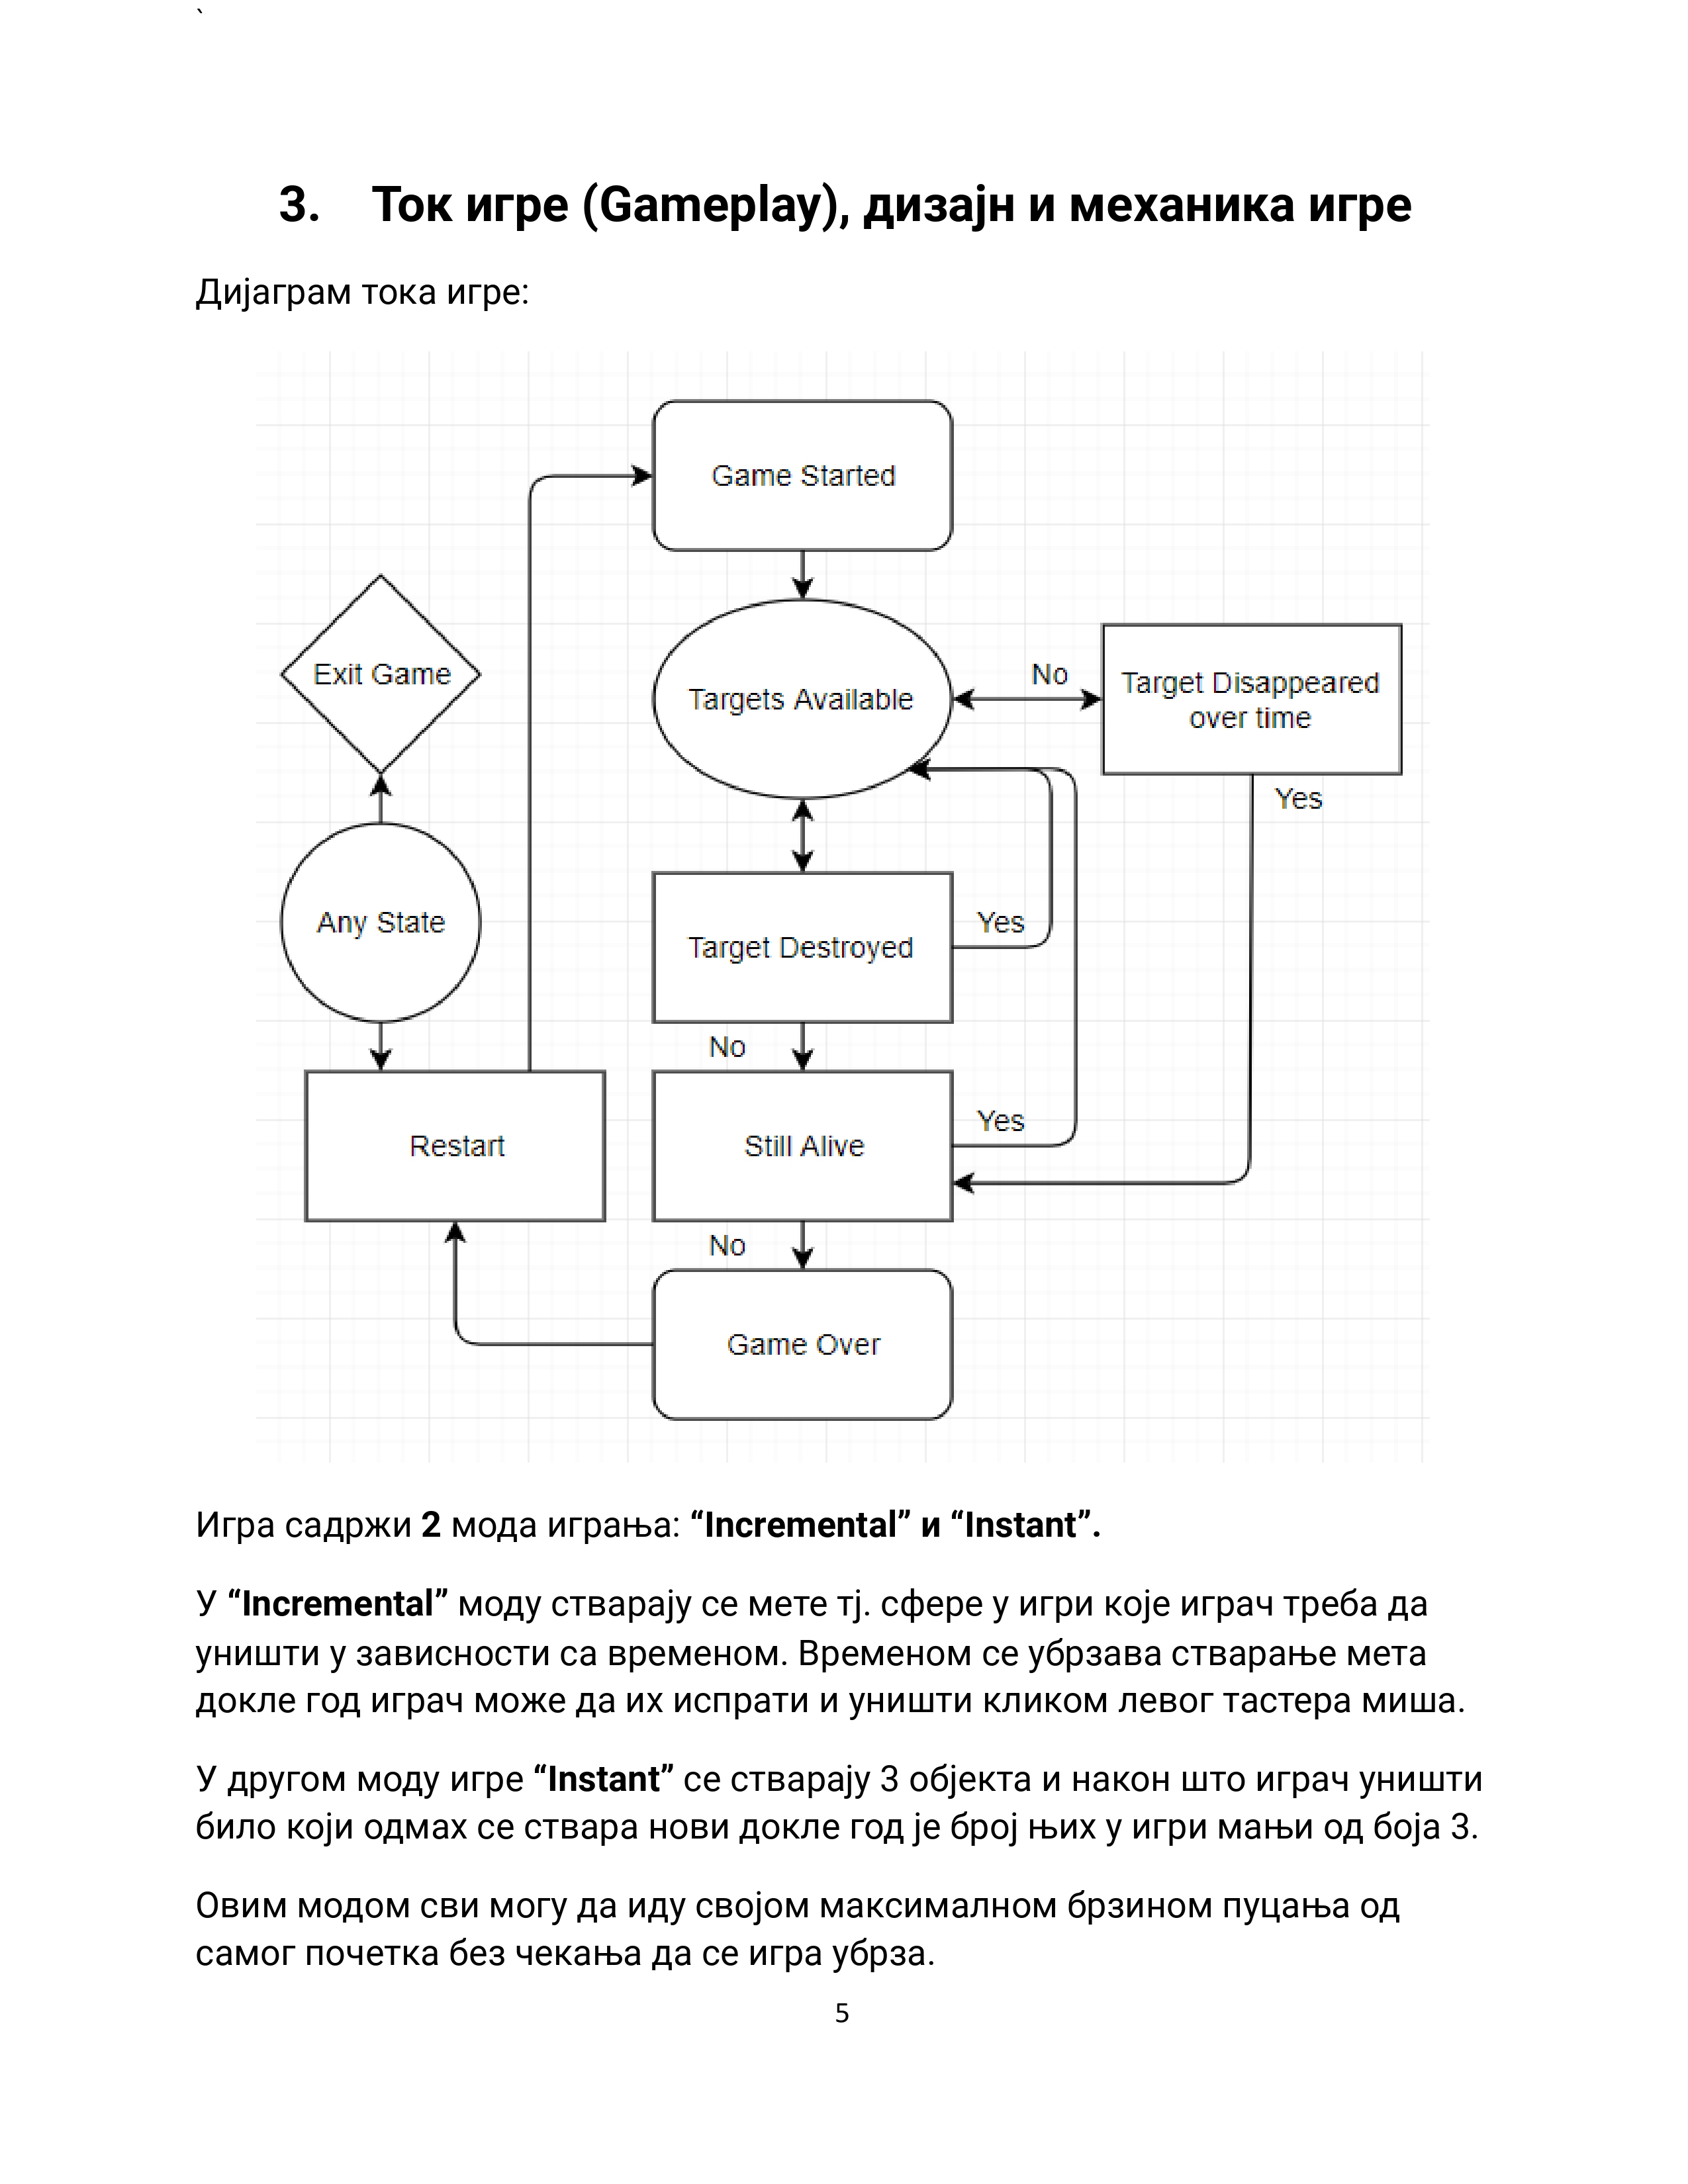 `
3. Ток игре (Gameplay), дизајн и механика игре
Дијаграм тока игре:
Game Started
Exit Game
Targets Available
No
Target Disappeared
over time
Yes
Any State
Target Destroyed
Yes
No
Restart
Still Alive
Yes
No
Game Over
Игра садржи 2 мода играња: “Incremental” и “Instant”.
У “Incremental” моду стварају се мете тј. сфере у игри које играч треба да
уништи у зависности са временом. Временом се убрзава стварање мета
докле год играч може да их испрати и уништи кликом левог тастера миша.
У другом моду игре “Instant” се стварају 3 објекта и након што играч уништи
било који одмах се ствара нови докле год је број њих у игри мањи од боја 3.
Овим модом сви могу да иду својом максималном брзином пуцања од
самог почетка без чекања да се игра убрза.
5